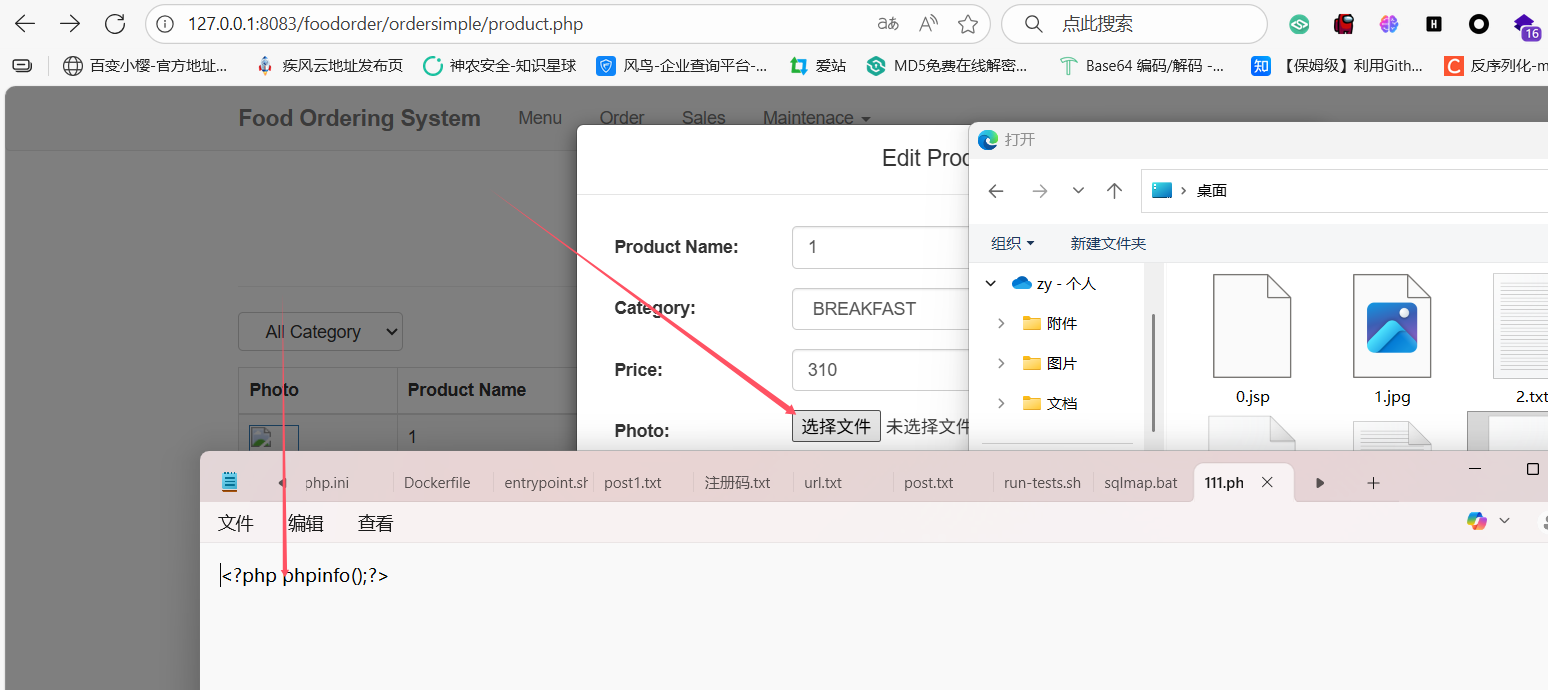 127.0.0.1:8083/foodorder/ordersimple/product.php
点此搜索
16
百变小樱-官方地址...
疾风云地址发布页
神农安全-知识星球
风鸟-企业查询平台-...
爱站
MD5免费在线解密...
Base64 编码/解码 -...
【保姆级】利用Gith...
反序列化-m
Food Ordering System
Menu
Order
Sales
Maintenace
Edit Proc
打开
桌面
组织
新建文件夹
Product Name:
1
zy - 个人
Category:
BREAKFAST
附件
图片
文档
All Category
Price:
310
Photo
Product Name
0.jsp
1.jpg
2.txt
Photo:
选择文件
未选择文件
1
php.ini
Dockerfile
entrypoint.sh
post1.txt
注册码.txt
url.txt
post.txt
run-tests.sh
sqlmap.bat
111.ph
文件
编辑
查看
<?php phpinfo();?>